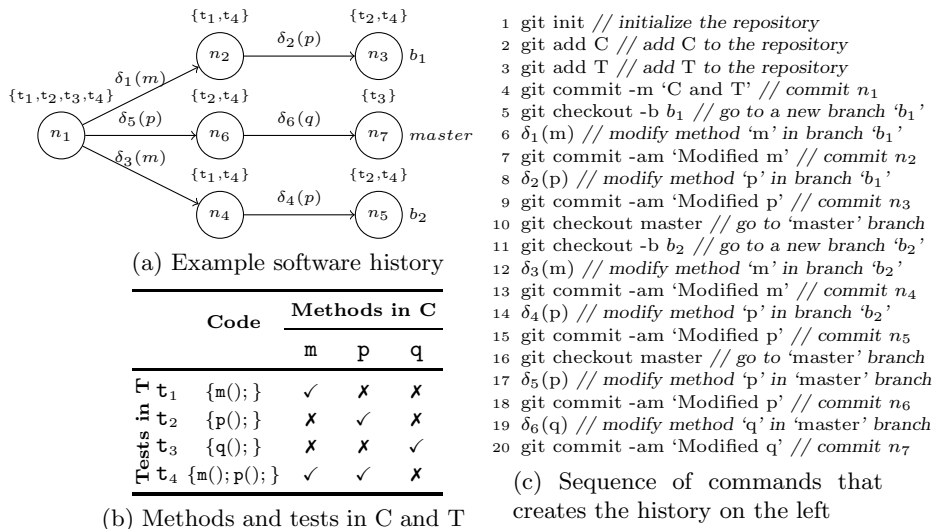 {t₁,t₄}
{t₂,t₄}
δ₂(p)
n₂
n₃
b₁
δ₁(m)
{t₁,t₂,t₃,t₄}
{t₂,t₄}
{t₃}
δ₅(p)
δ₆(q)
n₁
n₆
n₇
master
δ₃(m)
{t₁,t₄}
{t₂,t₄}
δ₄(p)
n₄
n₅
b₂
(a) Example software history
Code Methods in C
m p q
Tests in T
t₁ {m();} ✓ ✗ ✗
t₂ {p();} ✗ ✓ ✗
t₃ {q();} ✗ ✗ ✓
t₄ {m();p();} ✓ ✓ ✗
(b) Methods and tests in C and T
1 git init // initialize the repository
2 git add C // add C to the repository
3 git add T // add T to the repository
4 git commit -m ‘C and T’ // commit n₁
5 git checkout -b b₁ // go to a new branch ‘b₁’
6 δ₁(m) // modify method ‘m’ in branch ‘b₁’
7 git commit -am ‘Modified m’ // commit n₂
8 δ₂(p) // modify method ‘p’ in branch ‘b₁’
9 git commit -am ‘Modified p’ // commit n₃
10 git checkout master // go to ‘master’ branch
11 git checkout -b b₂ // go to a new branch ‘b₂’
12 δ₃(m) // modify method ‘m’ in branch ‘b₂’
13 git commit -am ‘Modified m’ // commit n₄
14 δ₄(p) // modify method ‘p’ in branch ‘b₂’
15 git commit -am ‘Modified p’ // commit n₅
16 git checkout master // go to ‘master’ branch
17 δ₅(p) // modify method ‘p’ in ‘master’ branch
18 git commit -am ‘Modified p’ // commit n₆
19 δ₆(q) // modify method ‘q’ in ‘master’ branch
20 git commit -am ‘Modified q’ // commit n₇
(c) Sequence of commands that
creates the history on the left